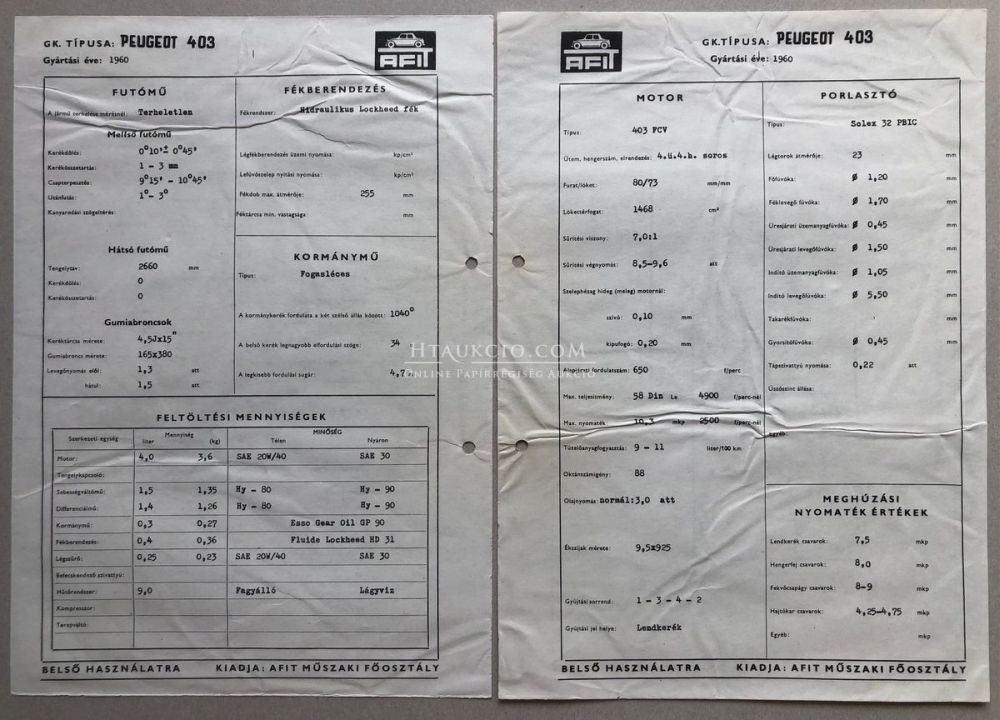 GK. TÍPUSA: PEUGEOT 403
Gyártási éve: 1960
AFIT
FUTÓMŰ
A jármű terhelése mérésnél: Terheletlen
Mellső futómű
Kerékdőlés: 0°10'± 0°45'
Kerékösszetartás: 1 - 3 mm
Csapterpesztés: 9°15' - 10°45'
Utánfutás: 1°- 3°
Kanyarodási szögeltérés:
Hátsó futómű
Tengelytáv: 2660 mm
Kerékdőlés: 0
Kerékösszetartás: 0
Gumiabroncsok
Keréktárcsa mérete: 4,5Jx15"
Gumiabroncs mérete: 165x380
Levegőnyomás elöl: 1,3 att
hátul: 1,5 att
FÉKBERENDEZÉS
Fékrendszer: Hidraulikus Lockheed fék
Légfékberendezés üzemi nyomása: kp/cm²
Lefúvószelep nyitási nyomása: kp/cm²
Fékdob max. átmérője: 255 mm
Féktárcsa min. vastagsága: mm
KORMÁNYMŰ
Típus: Fogasléces
A kormánykerék fordulata a két szélső állás között: 1040°
A belső kerék legnagyobb elfordulási szöge: 34
A legkisebb fordulási sugár: 4,75
FELTÖLTÉSI MENNYISÉGEK
Szerkezeti egység Mennyiség MINŐSÉG
liter (kg) Télen Nyáron
Motor: 4,0 3,6 SAE 20W/40 SAE 30
Tengelykapcsoló:
Sebességváltómű: 1,5 1,35 Hy - 80 Hy - 90
Differenciálmű: 1,4 1,26 Hy - 80 Hy - 90
Kormánymű: 0,3 0,27 Esso Gear Oil GP 90
Fékberendezés: 0,4 0,36 Fluide Lockheed HD 31
Légszűrő: 0,25 0,23 SAE 20W/40 SAE 30
Befecskendező szivattyú:
Hűtőrendszer: 9,0 Fagyálló Lágyvíz
Kompresszor:
Terepváltó:
BELSŐ HASZNÁLATRA KIADJA: AFIT MŰSZAKI FŐOSZTÁLY
AFIT
GK.TÍPUSA: PEUGEOT 403
Gyártási éve: 1960
MOTOR
Típus: 403 FCV
Ütem, hengerszám, elrendezés: 4.ü.4.h. soros
Furat/löket: 80/73 mm/mm
Lökettérfogat: 1468 cm³
Sűrítési viszony: 7,0:1
Sűrítési végnyomás: 8,5-9,6 att
Szelephézag hideg (meleg) motornál:
szívó: 0,10 mm
kipufogó: 0,20 mm
Alapjárati fordulatszám: 650 f/perc
Max. teljesítmény: 58 Din Le 4900 f/perc-nél
Max. nyomaték 10,3 mkp 2500 f/perc-nél
Tüzelőanyagfogyasztás: 9 - 11 liter/100 km
Oktánszámigény: 88
Olajnyomás: normál:3,0 att
Ékszíjak mérete: 9,5x925
Gyújtási sorrend: 1 - 3 - 4 - 2
Gyújtási jel helye: Lendkerék
PORLASZTÓ
Típus: Solex 32 PBIC
Légtorok átmérője: 23 mm
Főfúvóka: Ø 1,20 mm
Féklevegő fúvóka: Ø 1,70 mm
Üresjárati üzemanyagfúvóka: Ø 0,45 mm
Üresjárati levegőfúvóka: Ø 1,50 mm
Indító üzemanyagfúvóka: Ø 1,05 mm
Indító levegőfúvóka: Ø 5,50 mm
Takarékfúvóka: mm
Gyorsítófúvóka: Ø 0,45 mm
Tápszivattyú nyomása: 0,22 att
Úszószint állása:
Egyéb:
MEGHÚZÁSI
NYOMATÉK ÉRTÉKEK
Lendkerék csavarok: 7,5 mkp
Hengerfej csavarok: 8,0 mkp
Fekvőcsapágy csavarok: 8-9 mkp
Hajtókar csavarok: 4,25-4,75 mkp
Egyéb: mkp
BELSŐ HASZNÁLATRA KIADJA: AFIT MŰSZAKI FŐOSZTÁLY
Htaukcio.com
Online Papírrégiség Aukció